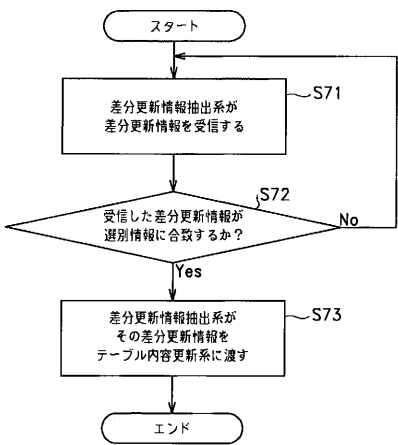 スタート
差分更新情報抽出系が
差分更新情報を受信する
S71
受信した差分更新情報が
選別情報に合致するか？
S72
No
Yes
差分更新情報抽出系が
その差分更新情報を
テーブル内容更新系に渡す
S73
エンド